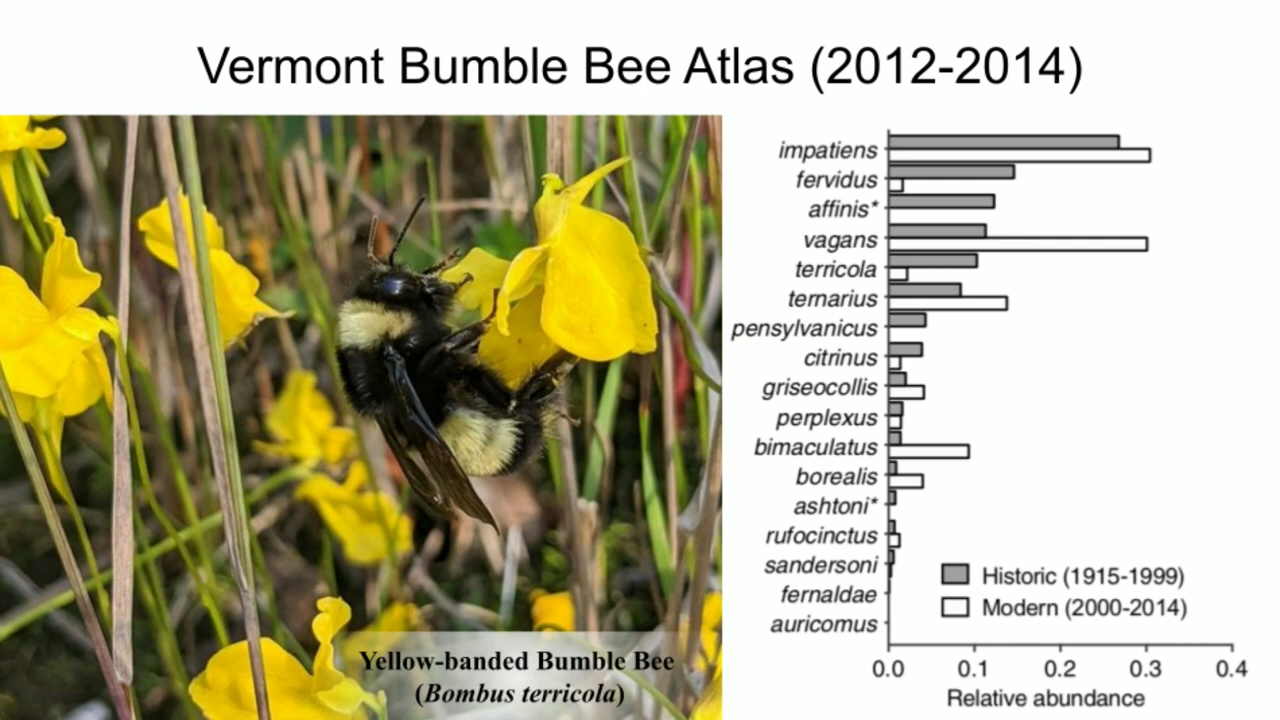 Vermont Bumble Bee Atlas (2012-2014)
Yellow-banded Bumble Bee
(Bombus terricola)
impatiens
fervidus
affinis*
vagans
terricola
ternarius
pensylvanicus
citrinus
griseocollis
perplexus
bimaculatus
borealis
ashtoni*
rufocinctus
sandersoni
fernaldae
auricomus
Historic (1915-1999)
Modern (2000-2014)
0.0 0.1 0.2 0.3 0.4
Relative abundance